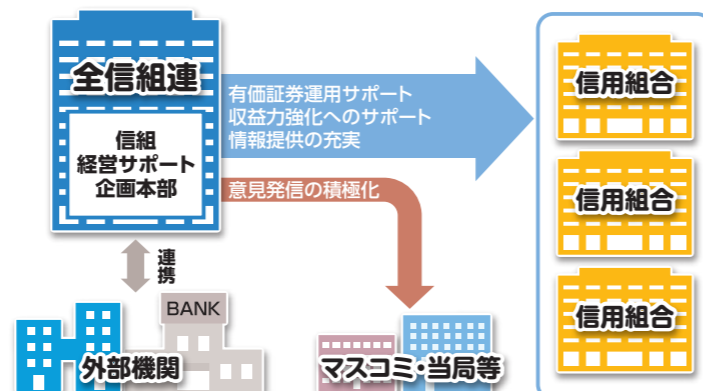 全信組連
信組
経営サポート
企画本部
有価証券運用サポート
収益力強化へのサポート
情報提供の充実
意見発信の積極化
連携
BANK
外部機関
マスコミ・当局等
信用組合
信用組合
信用組合